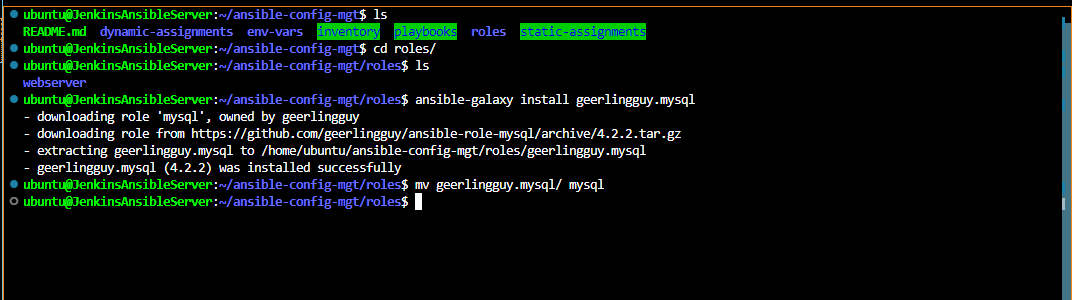 ubuntu@JenkinsAnsibleServer:~/ansible-config-mgt$ ls
README.md dynamic-assignments env-vars inventory playbooks roles static-assignments
ubuntu@JenkinsAnsibleServer:~/ansible-config-mgt$ cd roles/
ubuntu@JenkinsAnsibleServer:~/ansible-config-mgt/roles$ ls
webserver
ubuntu@JenkinsAnsibleServer:~/ansible-config-mgt/roles$ ansible-galaxy install geerlingguy.mysql
- downloading role 'mysql', owned by geerlingguy
- downloading role from https://github.com/geerlingguy/ansible-role-mysql/archive/4.2.2.tar.gz
- extracting geerlingguy.mysql to /home/ubuntu/ansible-config-mgt/roles/geerlingguy.mysql
- geerlingguy.mysql (4.2.2) was installed successfully
ubuntu@JenkinsAnsibleServer:~/ansible-config-mgt/roles$ mv geerlingguy.mysql/ mysql
ubuntu@JenkinsAnsibleServer:~/ansible-config-mgt/roles$